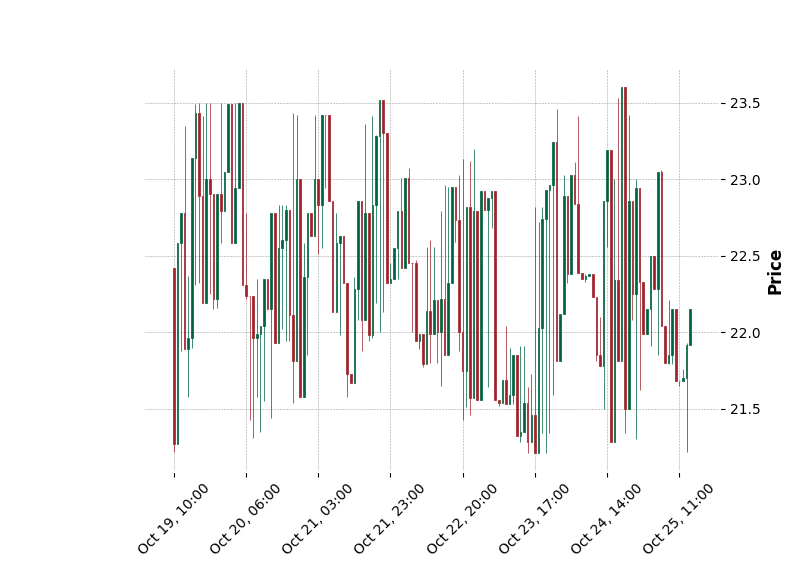 23.5
23.0
22.5
22.0
21.5
Price
Oct 19, 10:00
Oct 20, 06:00
Oct 21, 03:00
Oct 21, 23:00
Oct 22, 20:00
Oct 23, 17:00
Oct 24, 14:00
Oct 25, 11:00